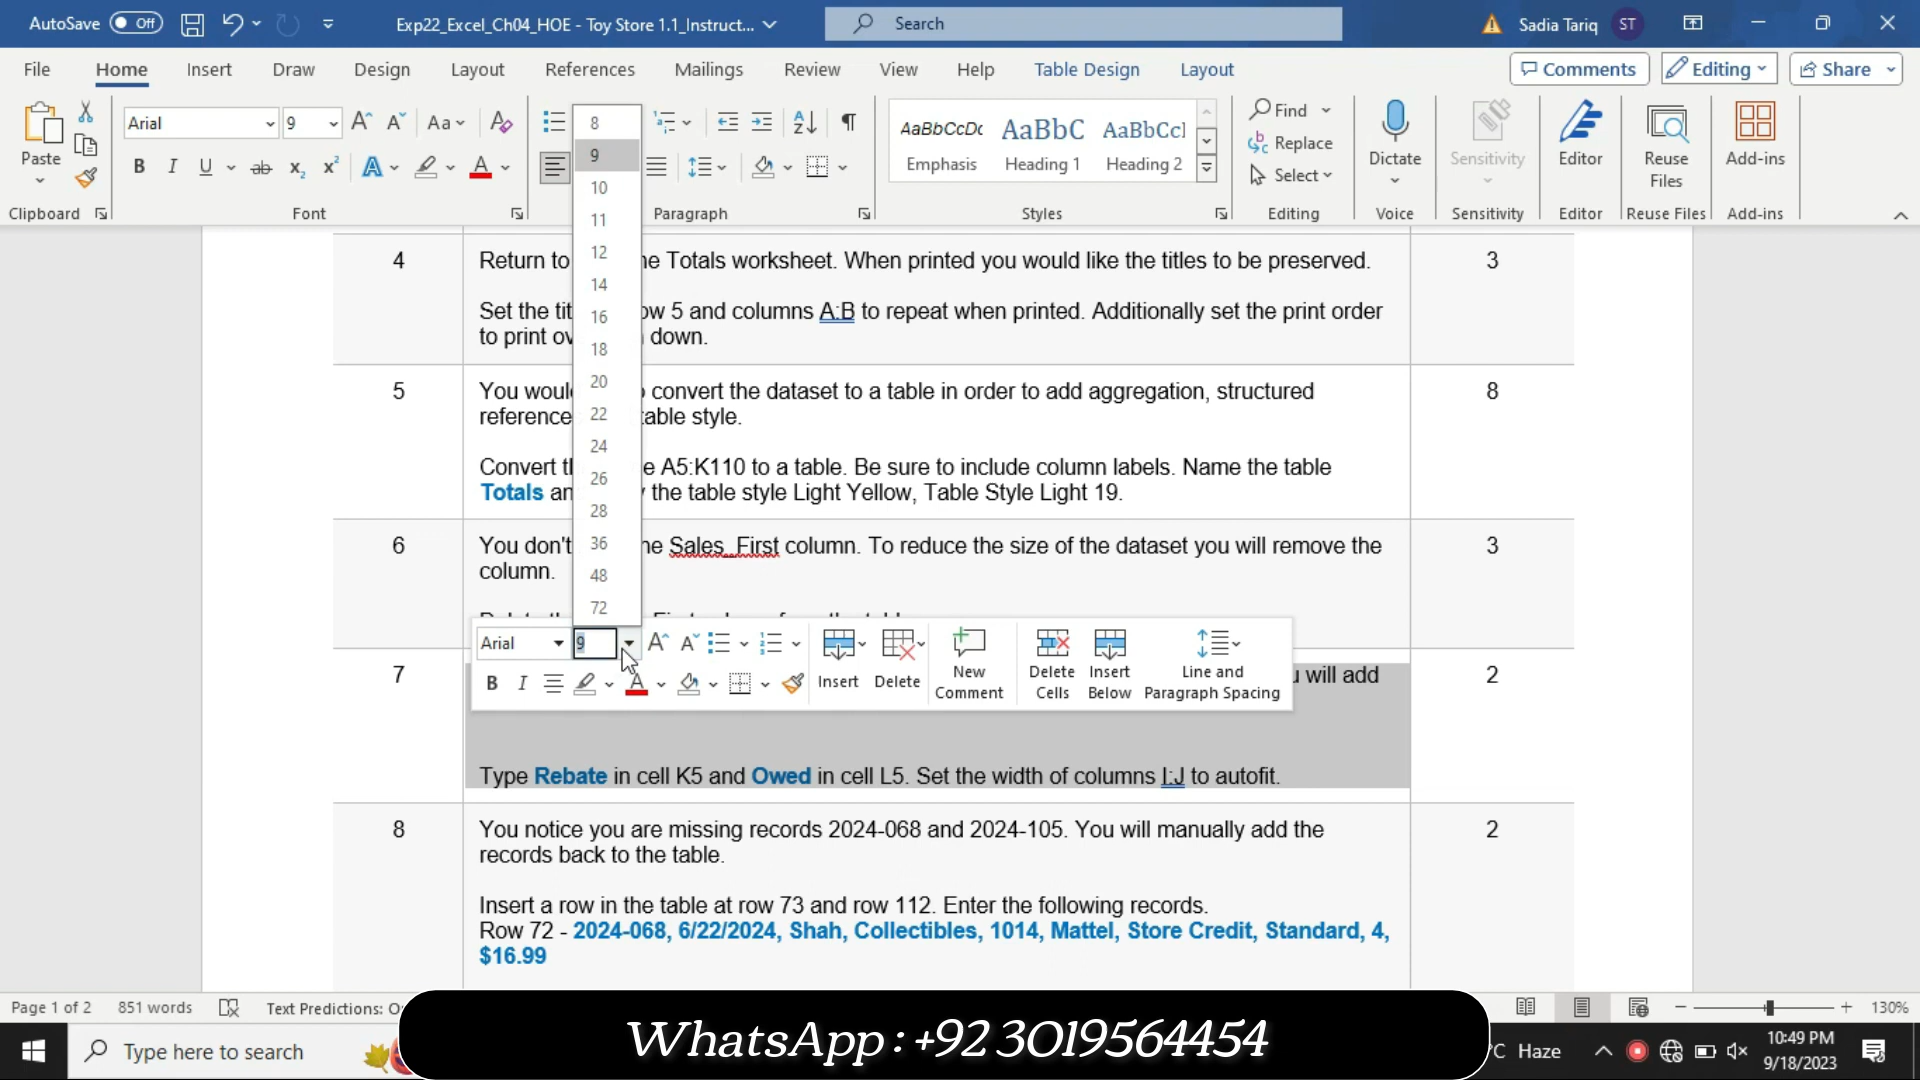 AutoSave Off Exp22_Excel_Ch04_HOE - Toy Store 1.1_Instruct... Search Sadia Tariq ST
File Home Insert Draw Design Layout References Mailings Review View Help Table Design Layout Comments Editing Share
Paste Arial 9 Aa AaBbCcDc AaBbC AaBbCcl Find Replace Select Dictate Sensitivity Editor Reuse Files Add-ins
B I U ab x2 x2 A A Emphasis Heading 1 Heading 2
Clipboard Font Paragraph Styles Editing Voice Sensitivity Editor Reuse Files Add-ins
8
9
10
11
12
14
16
18
20
22
24
26
28
36
48
72
4 Return to e Totals worksheet. When printed you would like the titles to be preserved. 3
Set the tit ow 5 and columns A:B to repeat when printed. Additionally set the print order
to print ov down.
5 You woul convert the dataset to a table in order to add aggregation, structured 8
reference table style.
Convert th e A5:K110 to a table. Be sure to include column labels. Name the table
Totals an the table style Light Yellow, Table Style Light 19.
6 You don't ne Sales_First column. To reduce the size of the dataset you will remove the 3
column.
Arial 9 A A Insert Delete New Comment Delete Cells Insert Below Line and Paragraph Spacing
B I A
7 u will add 2
Type Rebate in cell K5 and Owed in cell L5. Set the width of columns I:J to autofit.
8 You notice you are missing records 2024-068 and 2024-105. You will manually add the 2
records back to the table.
Insert a row in the table at row 73 and row 112. Enter the following records.
Row 72 - 2024-068, 6/22/2024, Shah, Collectibles, 1014, Mattel, Store Credit, Standard, 4,
$16.99
Page 1 of 2 851 words Text Predictions: O 130%
WhatsApp : +92 3019564454
Type here to search °C Haze 10:49 PM
9/18/2023